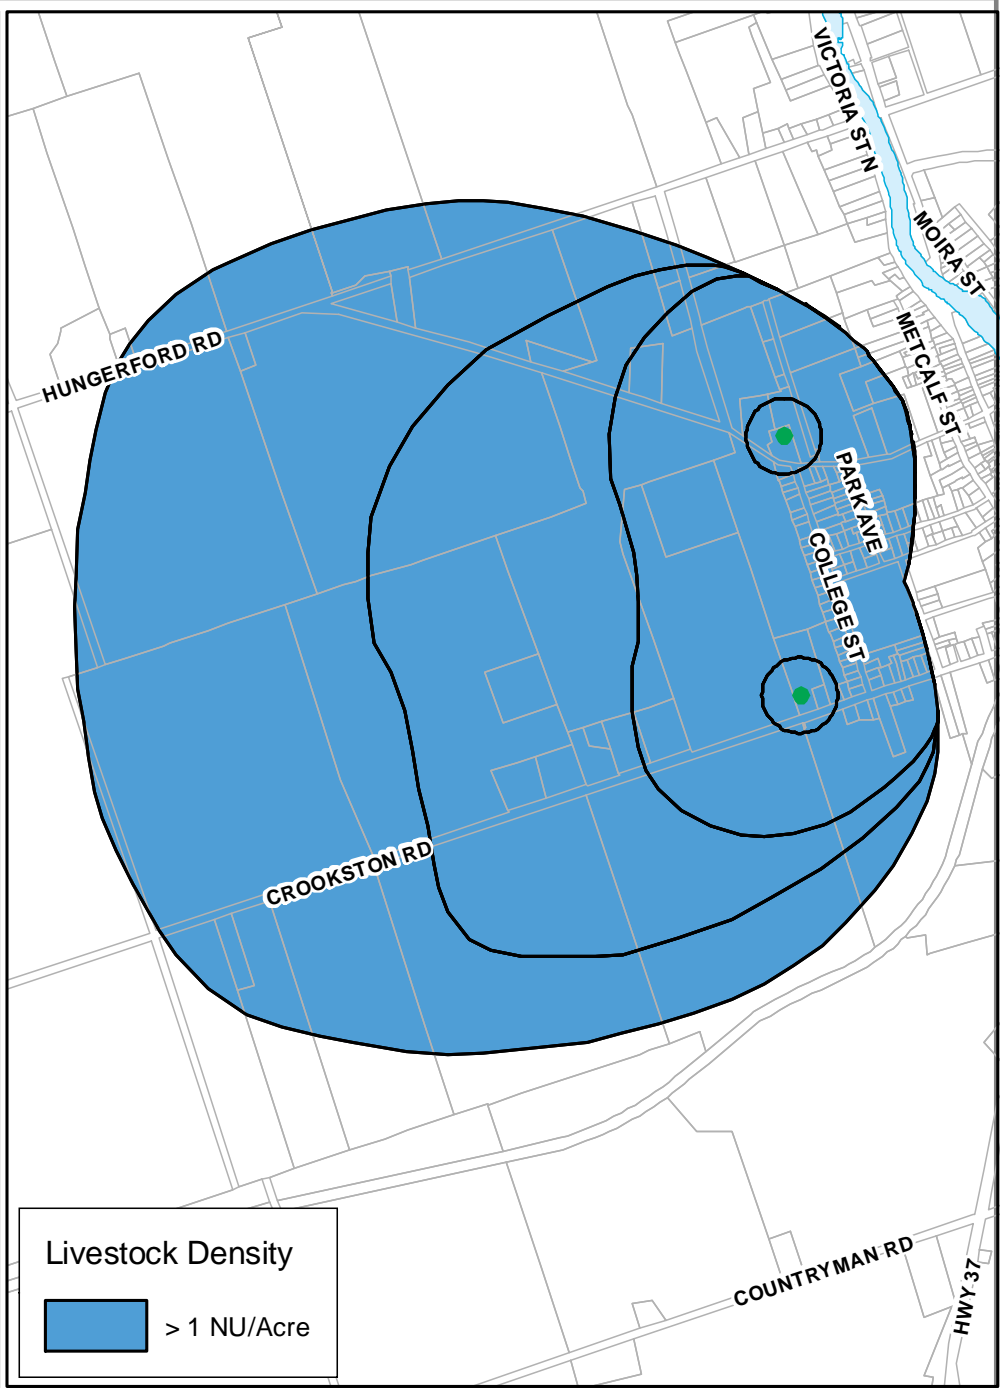 VICTORIA ST N
MOIRA ST
METCALF ST
HUNGERFORD RD
PARK AVE
COLLEGE ST
CROOKSTON RD
COUNTRYMAN RD
HWY 37
Livestock Density
> 1 NU/Acre